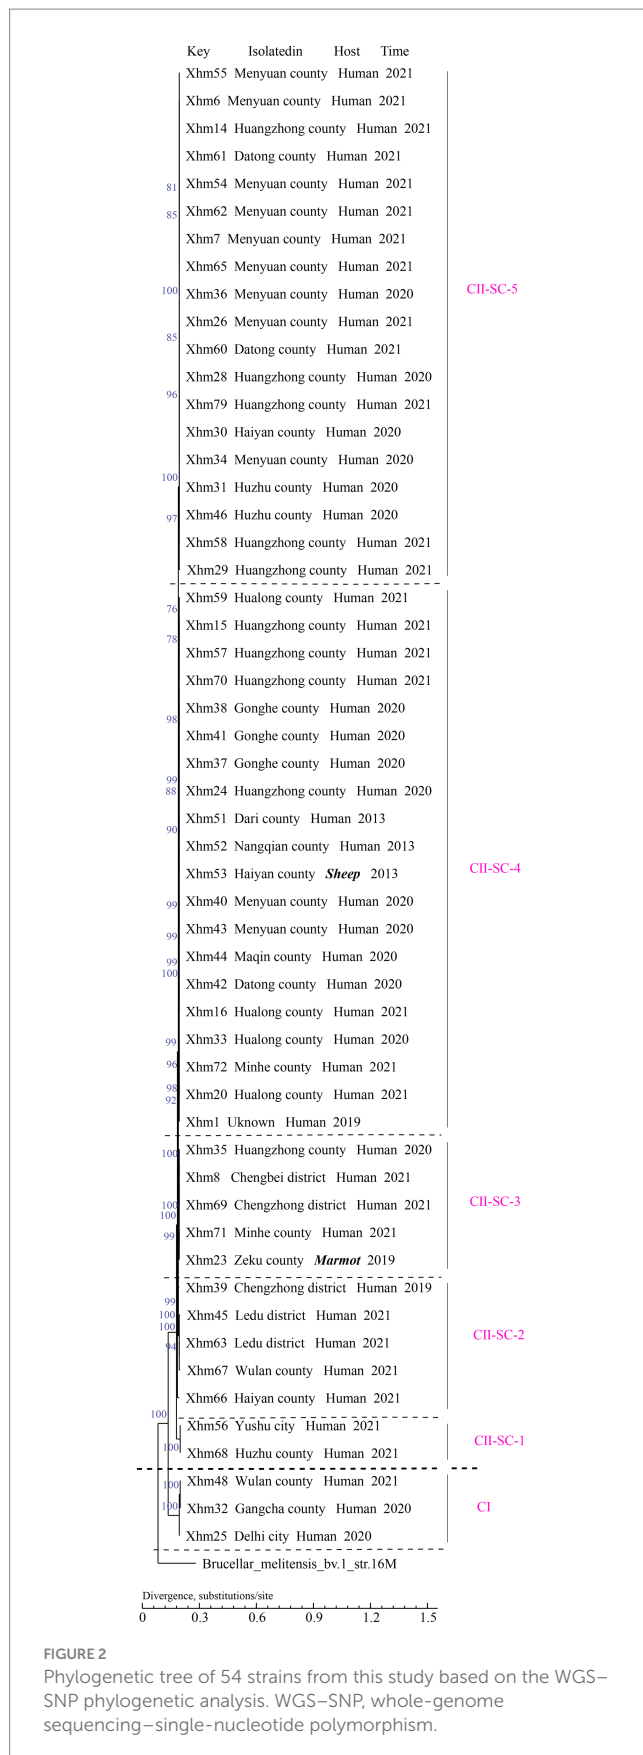 Key Isolatedin Host Time
Xhm55 Menyuan county Human 2021
Xhm6 Menyuan county Human 2021
Xhm14 Huangzhong county Human 2021
Xhm61 Datong county Human 2021
81 Xhm54 Menyuan county Human 2021
85 Xhm62 Menyuan county Human 2021
Xhm7 Menyuan county Human 2021
Xhm65 Menyuan county Human 2021
100 Xhm36 Menyuan county Human 2020 CII-SC-5
Xhm26 Menyuan county Human 2021
85 Xhm60 Datong county Human 2021
Xhm28 Huangzhong county Human 2020
96 Xhm79 Huangzhong county Human 2021
Xhm30 Haiyan county Human 2020
Xhm34 Menyuan county Human 2020
100
Xhm31 Huzhu county Human 2020
97 Xhm46 Huzhu county Human 2020
Xhm58 Huangzhong county Human 2021
Xhm29 Huangzhong county Human 2021
Xhm59 Hualong county Human 2021
76
Xhm15 Huangzhong county Human 2021
78
Xhm57 Huangzhong county Human 2021
Xhm70 Huangzhong county Human 2021
Xhm38 Gonghe county Human 2020
98
Xhm41 Gonghe county Human 2020
Xhm37 Gonghe county Human 2020
99
88 Xhm24 Huangzhong county Human 2020
Xhm51 Dari county Human 2013
90
Xhm52 Nangqian county Human 2013
Xhm53 Haiyan county Sheep 2013 CII-SC-4
99 Xhm40 Menyuan county Human 2020
Xhm43 Menyuan county Human 2020
99
Xhm44 Maqin county Human 2020
99
100
Xhm42 Datong county Human 2020
Xhm16 Hualong county Human 2021
99 Xhm33 Hualong county Human 2020
96 Xhm72 Minhe county Human 2021
98
Xhm20 Hualong county Human 2021
92
Xhm1 Uknown Human 2019
100 Xhm35 Huangzhong county Human 2020
Xhm8 Chengbei district Human 2021
100 Xhm69 Chengzhong district Human 2021 CII-SC-3
100
99 Xhm71 Minhe county Human 2021
Xhm23 Zeku county Marmot 2019
Xhm39 Chengzhong district Human 2019
99
100 Xhm45 Ledu district Human 2021
100
Xhm63 Ledu district Human 2021 CII-SC-2
94
Xhm67 Wulan county Human 2021
Xhm66 Haiyan county Human 2021
100
Xhm56 Yushu city Human 2021
CII-SC-1
100 Xhm68 Huzhu county Human 2021
100 Xhm48 Wulan county Human 2021
100 Xhm32 Gangcha county Human 2020 CI
Xhm25 Delhi city Human 2020
Brucellar_melitensis_bv.1_str.16M
Divergence, substitutions/site
0 0.3 0.6 0.9 1.2 1.5
FIGURE 2
Phylogenetic tree of 54 strains from this study based on the WGS–
SNP phylogenetic analysis. WGS–SNP, whole-genome
sequencing–single-nucleotide polymorphism.